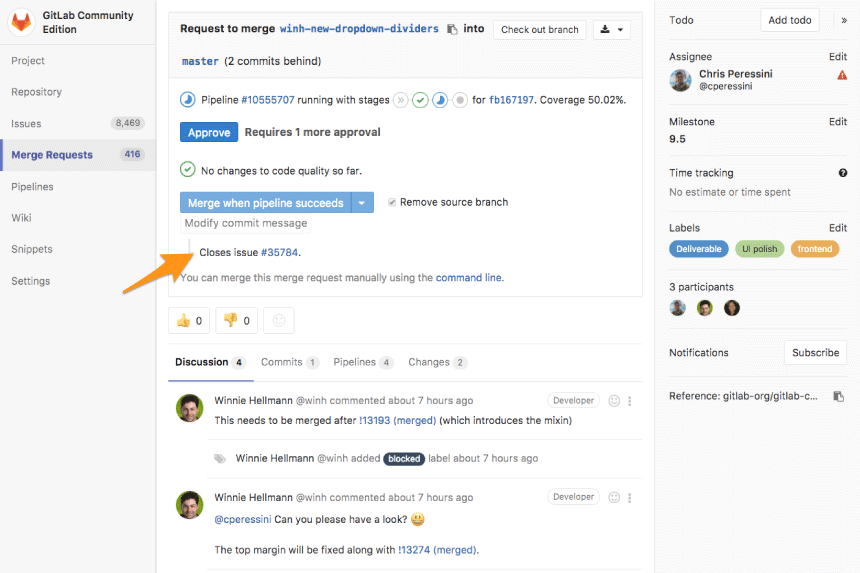 GitLab Community
Edition
Project
Repository
Issues 8,469
Merge Requests 416
Pipelines
Wiki
Snippets
Settings
Request to merge winh-new-dropdown-dividers into Check out branch
master (2 commits behind)
Pipeline #10555707 running with stages for fb167197. Coverage 50.02%.
Approve Requires 1 more approval
No changes to code quality so far.
Merge when pipeline succeeds Remove source branch
Modify commit message
Closes issue #35784.
You can merge this merge request manually using the command line.
👍 0 👎 0
Discussion 4 Commits 1 Pipelines 4 Changes 2
Winnie Hellmann @winh commented about 7 hours ago Developer
This needs to be merged after !13193 (merged) (which introduces the mixin)
Winnie Hellmann @winh added blocked label about 7 hours ago
Winnie Hellmann @winh commented about 7 hours ago Developer
@cperessini Can you please have a look? 😃
The top margin will be fixed along with !13274 (merged).
Todo Add todo »
Assignee Edit
Chris Peressini
@cperessini
Milestone Edit
9.5
Time tracking
No estimate or time spent
Labels Edit
Deliverable UI polish frontend
3 participants
Notifications Subscribe
Reference: gitlab-org/gitlab-c...